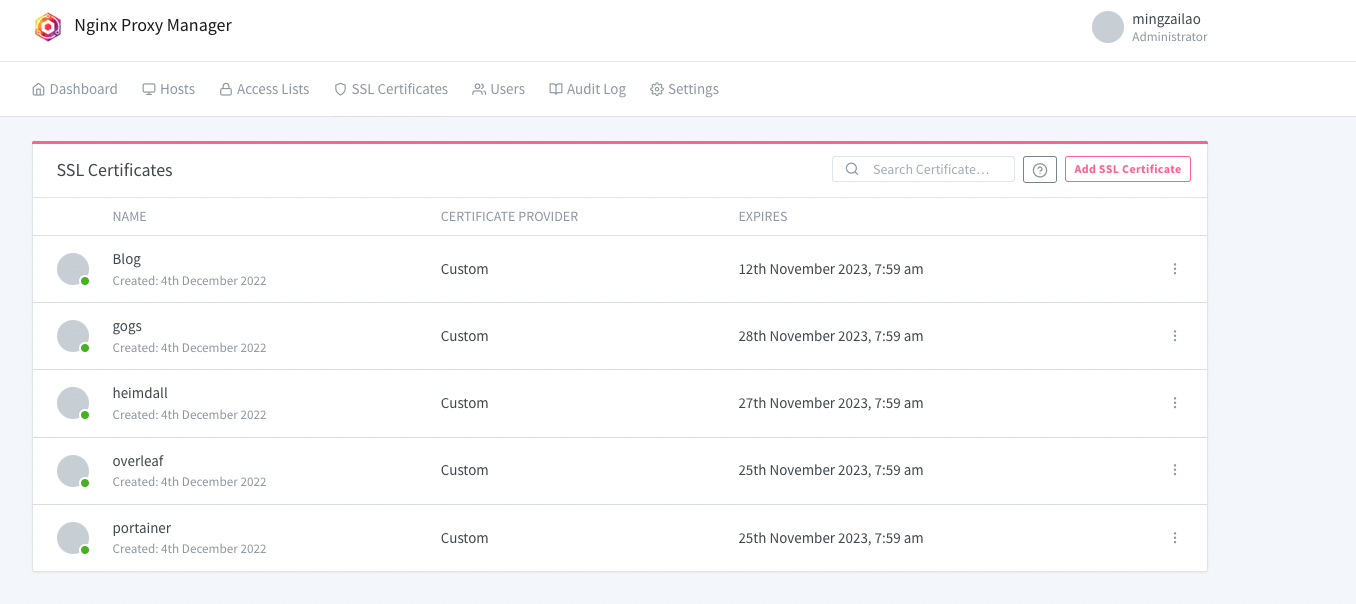 Nginx Proxy Manager
mingzailao
Administrator
Dashboard Hosts Access Lists SSL Certificates Users Audit Log Settings
SSL Certificates
Search Certificate…
Add SSL Certificate
NAME CERTIFICATE PROVIDER EXPIRES
Blog
Created: 4th December 2022
Custom
12th November 2023, 7:59 am
gogs
Created: 4th December 2022
Custom
28th November 2023, 7:59 am
heimdall
Created: 4th December 2022
Custom
27th November 2023, 7:59 am
overleaf
Created: 4th December 2022
Custom
25th November 2023, 7:59 am
portainer
Created: 4th December 2022
Custom
25th November 2023, 7:59 am